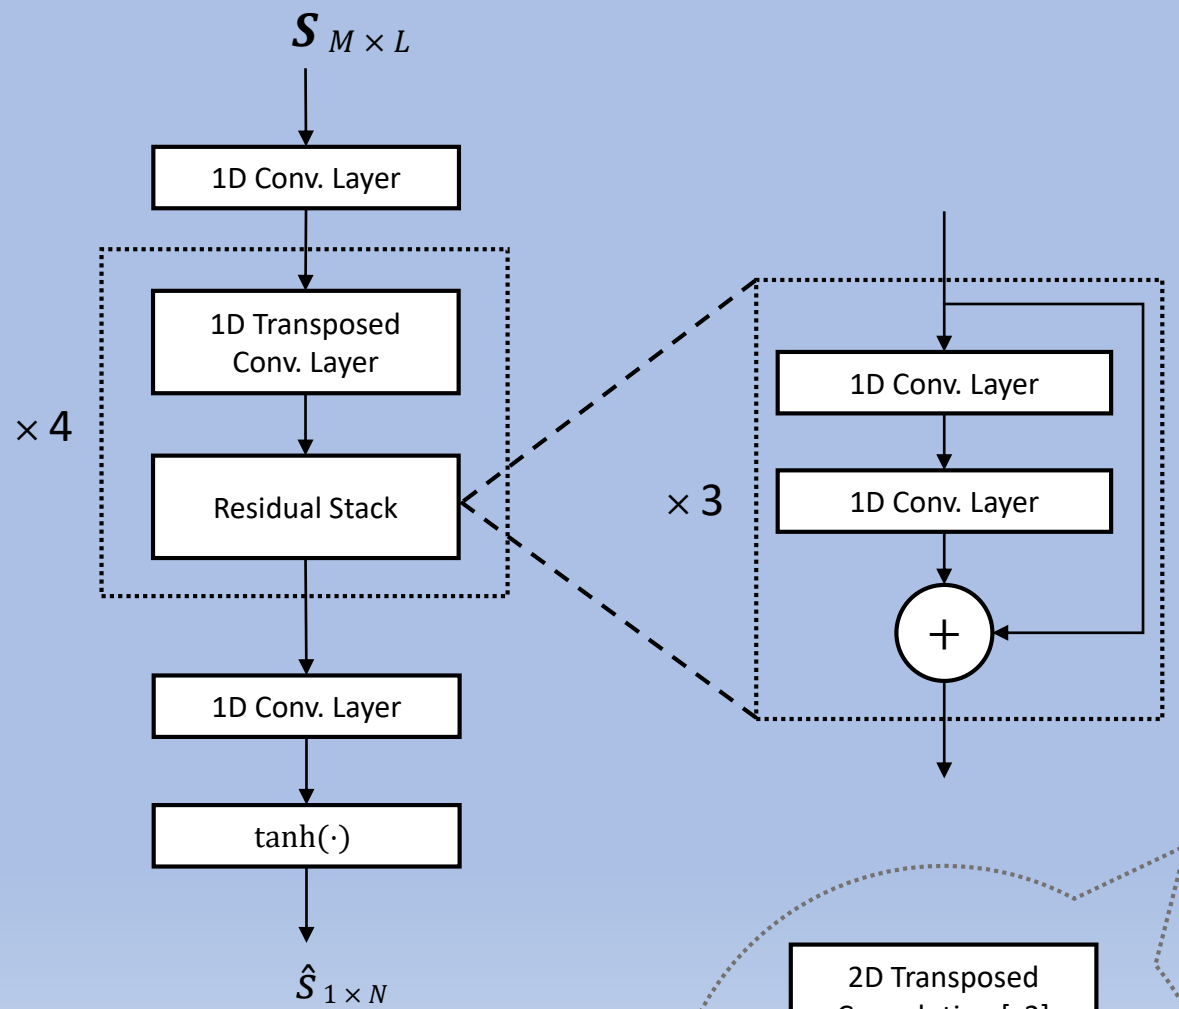 S M × L
1D Conv. Layer
1D Transposed
Conv. Layer
× 4
Residual Stack
1D Conv. Layer
tanh(·)
ŝ 1 × N
1D Conv. Layer
× 3
1D Conv. Layer
+
2D Transposed